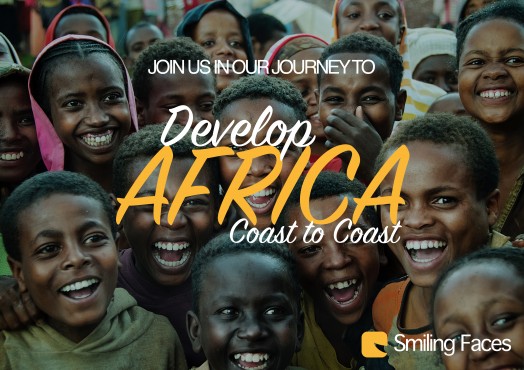 JOIN US IN OUR JOURNEY TO
Develop
AFRICA
Coast to Coast
Smiling Faces